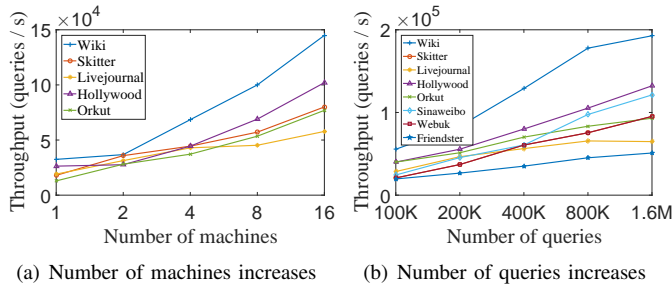 15 ×10^4
10
5
0
1 2 4 8 16
Throughput (queries / s)
Number of machines
Wiki
Skitter
Livejournal
Hollywood
Orkut
(a) Number of machines increases
2 ×10^5
1
0
100K 200K 400K 800K 1.6M
Throughput (queries / s)
Number of queries
Wiki
Skitter
Livejournal
Hollywood
Orkut
Sinaweibo
Webuk
Friendster
(b) Number of queries increases